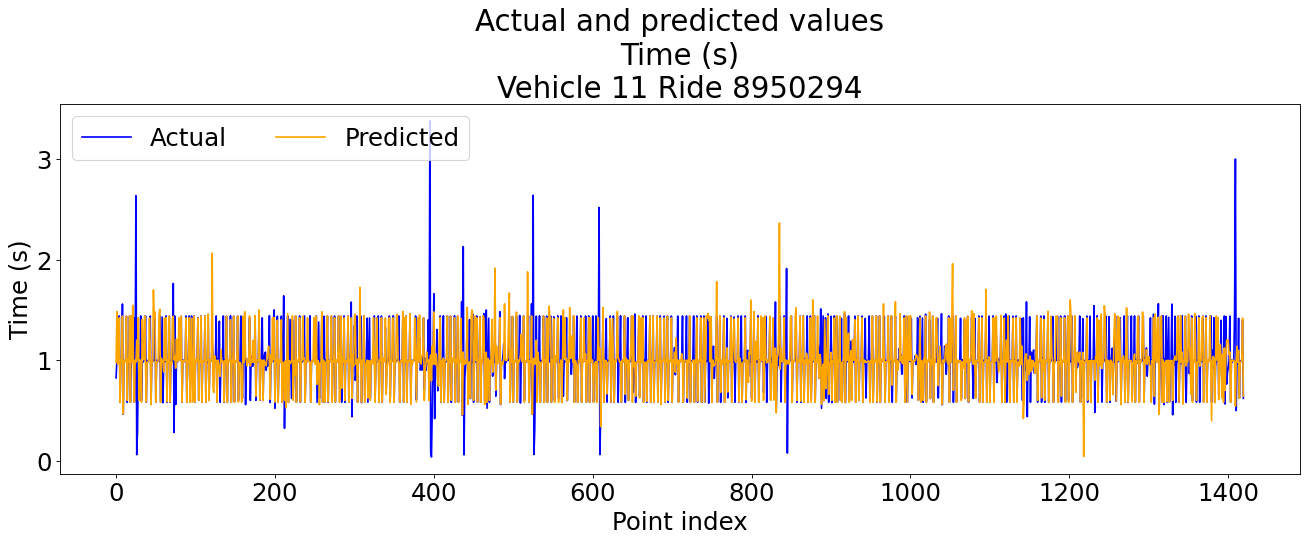 Actual and predicted values
Time (s)
Vehicle 11 Ride 8950294
Actual Predicted
Time (s)
3
2
1
0
0 200 400 600 800 1000 1200 1400
Point index